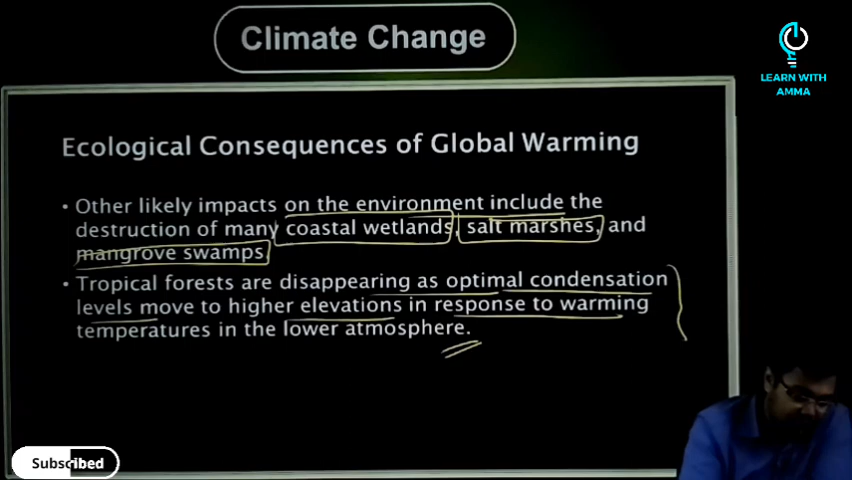 Climate Change
LEARN WITH
AMMA
Ecological Consequences of Global Warming
• Other likely impacts on the environment include the
destruction of many coastal wetlands, salt marshes, and
mangrove swamps.
• Tropical forests are disappearing as optimal condensation
levels move to higher elevations in response to warming
temperatures in the lower atmosphere.
Subscribed